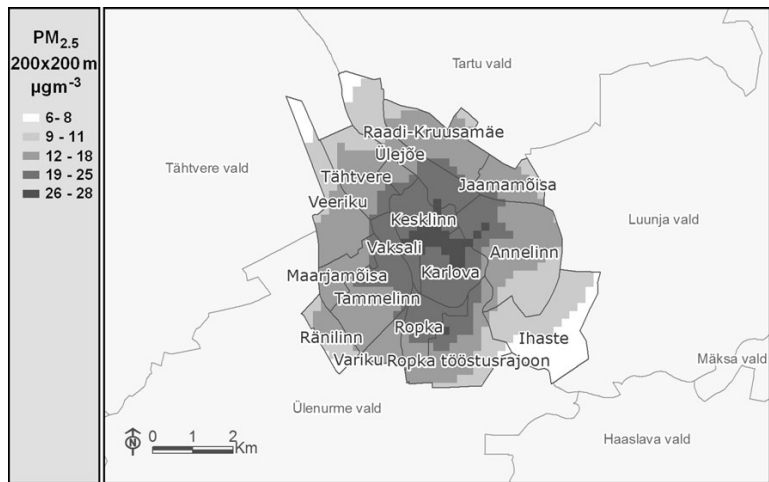 PM2.5
200x200 m
µgm-3
6- 8
9 - 11
12 - 18
19 - 25
26 - 28
Tartu vald
Raadi-Kruusamäe
Ülejõe
Tähtvere vald
Tähtvere
Jaamamõisa
Veeriku
Kesklinn
Luunja vald
Vaksali
Annelinn
Maarjamõisa
Karlova
Tammelinn
Ropka
Ränilinn
Ihaste
Variku
Ropka tööstusrajoon
Mäksa vald
Ülenurme vald
Haaslava vald
N
0 1 2
Km